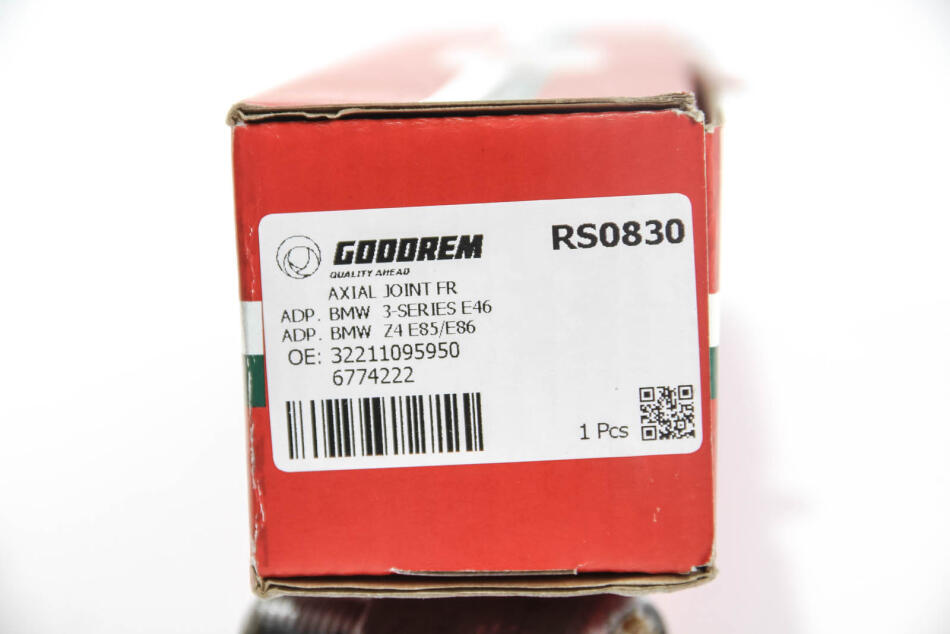 GOODREM
RS0830
QUALITY AHEAD
AXIAL JOINT FR
ADP. BMW 3-SERIES E46
ADP. BMW Z4 E85/E86
OE: 32211095950
6774222
1 Pcs